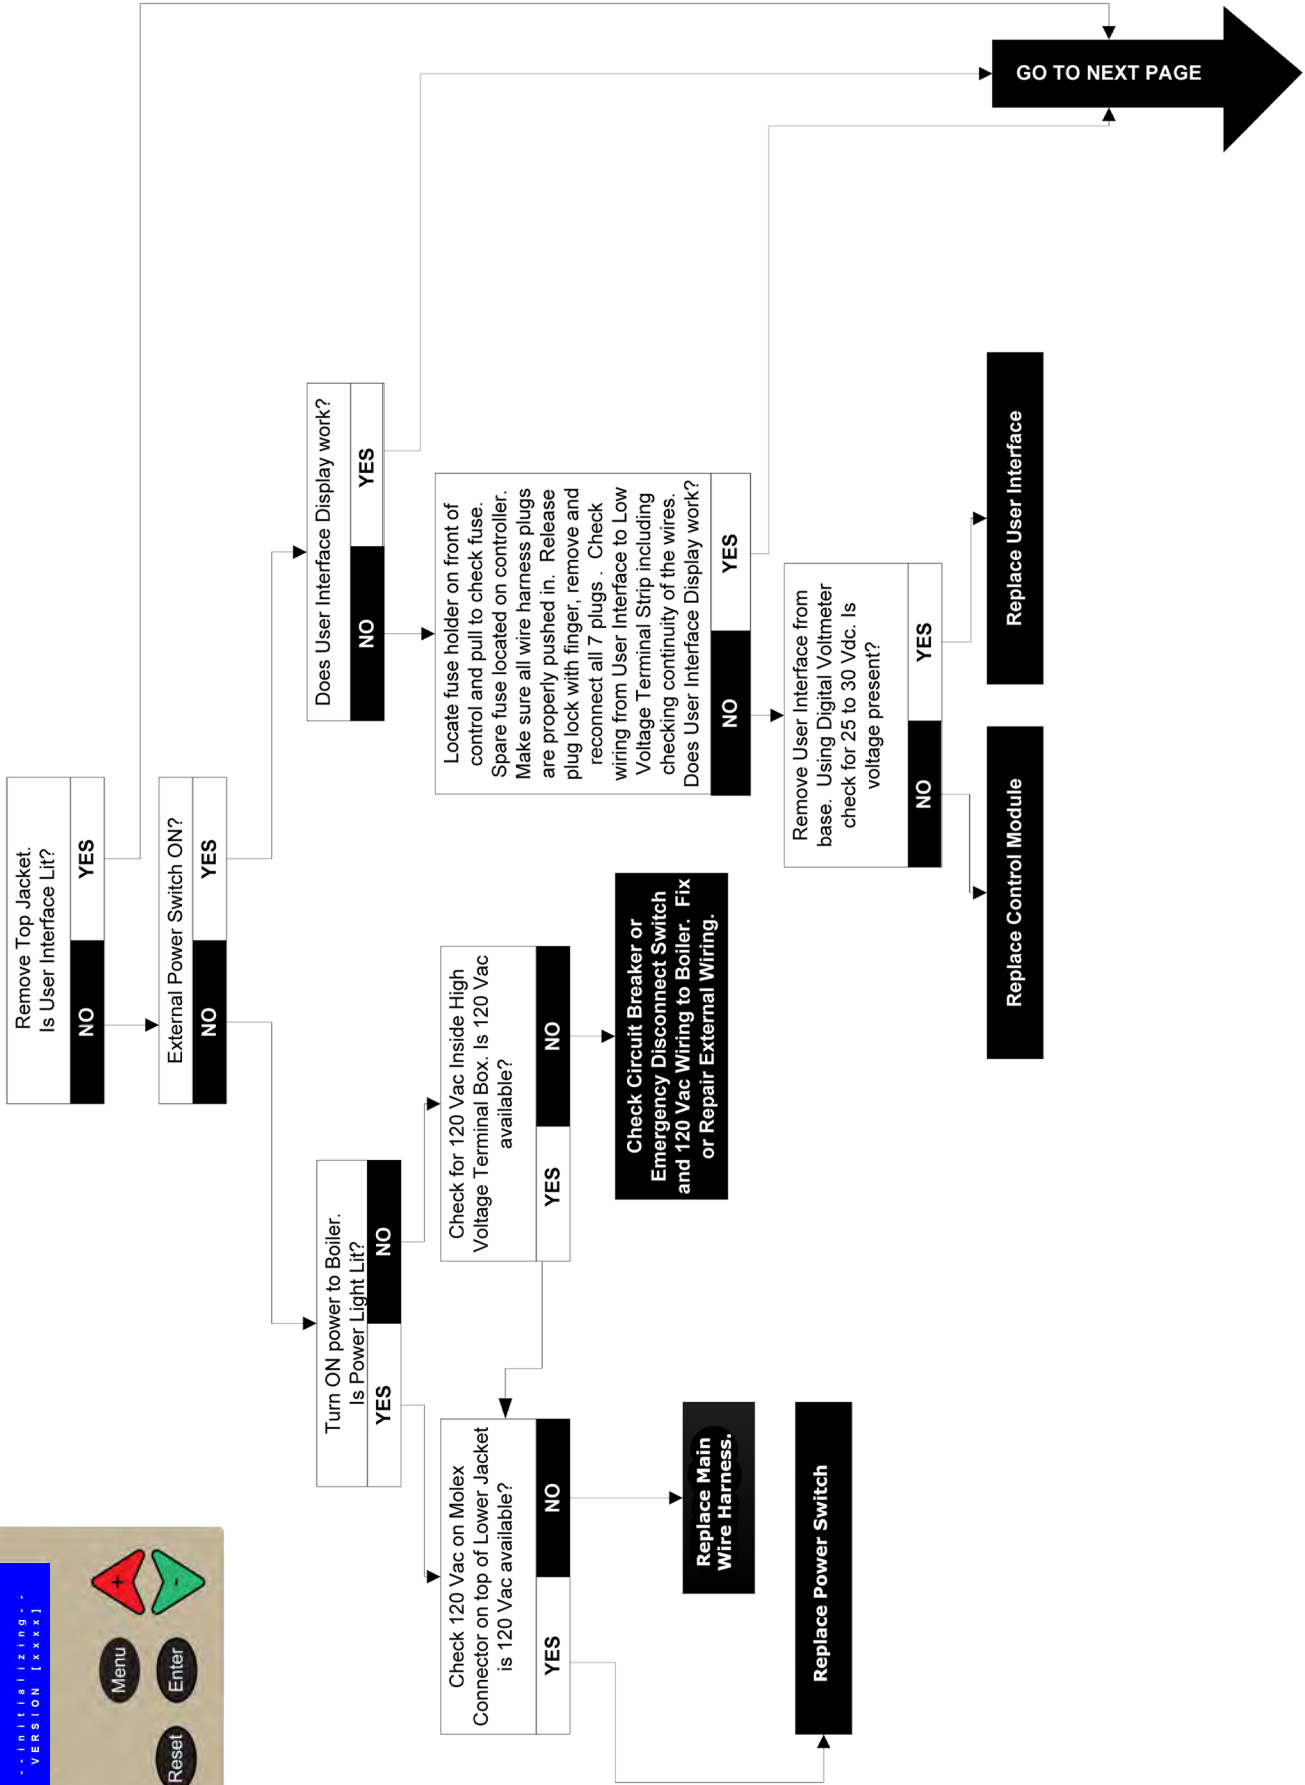 --initializing--
VERSION [xxxx]
Menu
Reset
Enter
+
-
Remove Top Jacket.
Is User Interface Lit?
NO
YES
External Power Switch ON?
NO
YES
Turn ON power to Boiler.
Is Power Light Lit?
YES
NO
Does User Interface Display work?
NO
YES
Check 120 Vac on Molex
Connector on top of Lower Jacket
is 120 Vac available?
YES
NO
Check for 120 Vac Inside High
Voltage Terminal Box. Is 120 Vac
available?
YES
NO
Locate fuse holder on front of
control and pull to check fuse.
Spare fuse located on controller.
Make sure all wire harness plugs
are properly pushed in. Release
plug lock with finger, remove and
reconnect all 7 plugs . Check
wiring from User Interface to Low
Voltage Terminal Strip including
checking continuity of the wires.
Does User Interface Display work?
NO
YES
Check Circuit Breaker or
Emergency Disconnect Switch
and 120 Vac Wiring to Boiler. Fix
or Repair External Wiring.
Replace Main
Wire Harness.
Replace Power Switch
Remove User Interface from
base. Using Digital Voltmeter
check for 25 to 30 Vdc. Is
voltage present?
NO
YES
Replace Control Module
Replace User Interface
GO TO NEXT PAGE